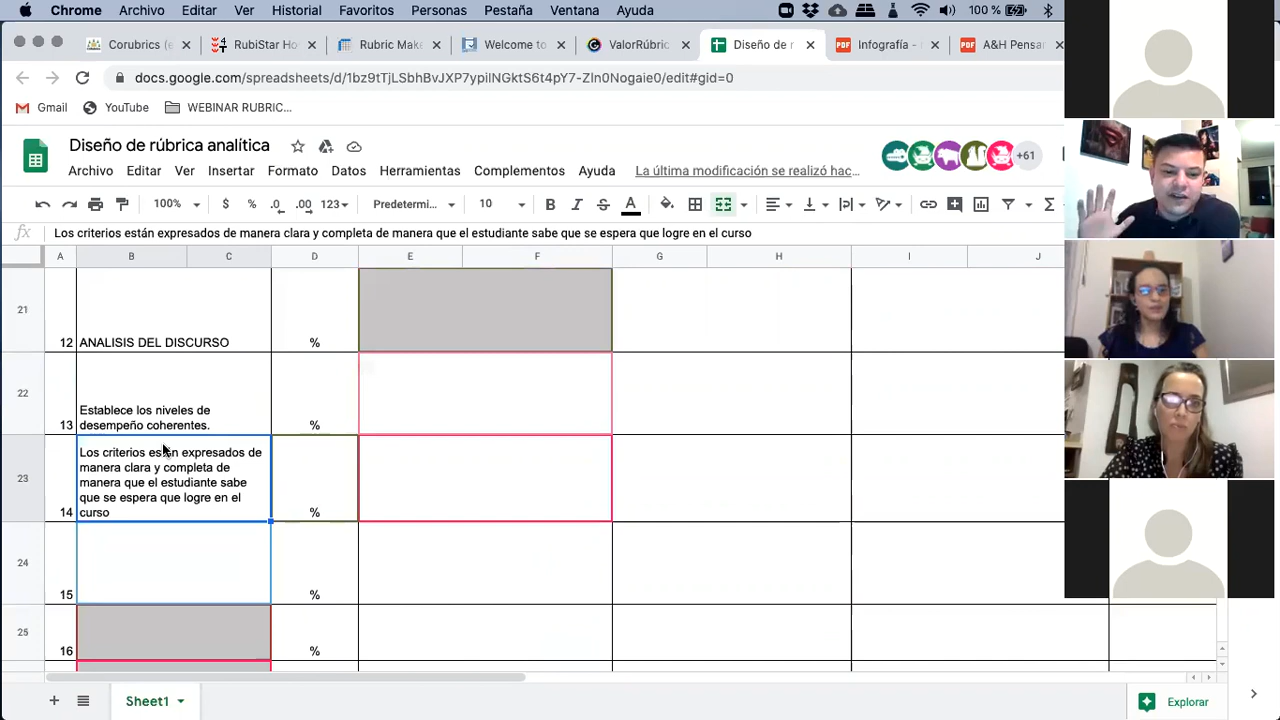 Chrome Archivo Editar Ver Historial Favoritos Personas Pestaña Ventana Ayuda 100 %
Corubrics (e
RubiStar Ho
Rubric Make
Welcome to
ValorRúbric
Diseño de r
Infografía -
A&H Pensar
docs.google.com/spreadsheets/d/1bz9tTjLSbhBvJXP7ypilNGktS6t4pY7-ZIn0Nogaie0/edit#gid=0
Gmail YouTube WEBINAR RUBRIC...
Diseño de rúbrica analítica
+61
Archivo Editar Ver Insertar Formato Datos Herramientas Complementos Ayuda La última modificación se realizó hac...
100% $ % .0 .00 123 Predetermi... 10 B I S A
fx Los criterios están expresados de manera clara y completa de manera que el estudiante sabe que se espera que logre en el curso
A B C D E F G H I J
21
12 ANALISIS DEL DISCURSO %
22
Establece los niveles de
13 desempeño coherentes. %
Los criterios están expresados de
manera clara y completa de
23 manera que el estudiante sabe
que se espera que logre en el
14 curso %
24
15 %
25
16 %
Sheet1
Explorar